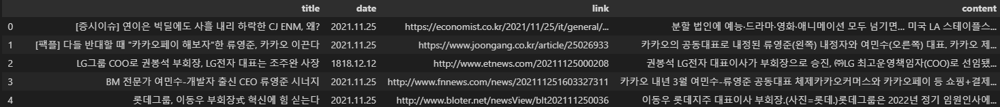 title date link content
0 [증시이슈] 연이은 빅딜에도 사흘 내리 하락한 CJ ENM, 왜? 2021.11.25 https://economist.co.kr/2021/11/25/it/general/... 분할 법인에 예능·드라마·영화·애니메이션 모두 넘기면... 미국 LA 스테이플스...
1 [팩플] 다들 반대할 때 "카카오페이 해보자"한 류영준, 카카오 이끈다 2021.11.25 https://www.joongang.co.kr/article/25026933 카카오의 공동대표로 내정된 류영준(왼쪽) 내정자와 여민수(오른쪽) 대표. 카카오 제...
2 LG그룹 COO로 권봉석 부회장, LG전자 대표는 조주완 사장 1818.12.12 http://www.etnews.com/20211125000208 권봉석 LG전자 대표이사가 부회장으로 승진, ㈜LG 최고운영책임자(COO)로 선임됐...
3 BM 전문가 여민수-개발자 출신 CEO 류영준 시너지 2021.11.25 http://www.fnnews.com/news/202111251603327311 카카오 내년 3월 여민수-류영준 공동대표 체제카카오커머스와 카카오페이 등 쇼핑+결제...
4 롯데그룹, 이동우 부회장式 혁신에 힘 싣는다 2021.11.25 http://www.bloter.net/newsView/blt202111250036 이동우 롯데지주 대표이사 부회장.(사진=롯데.)롯데그룹은 2022년 정기 임원인사에...